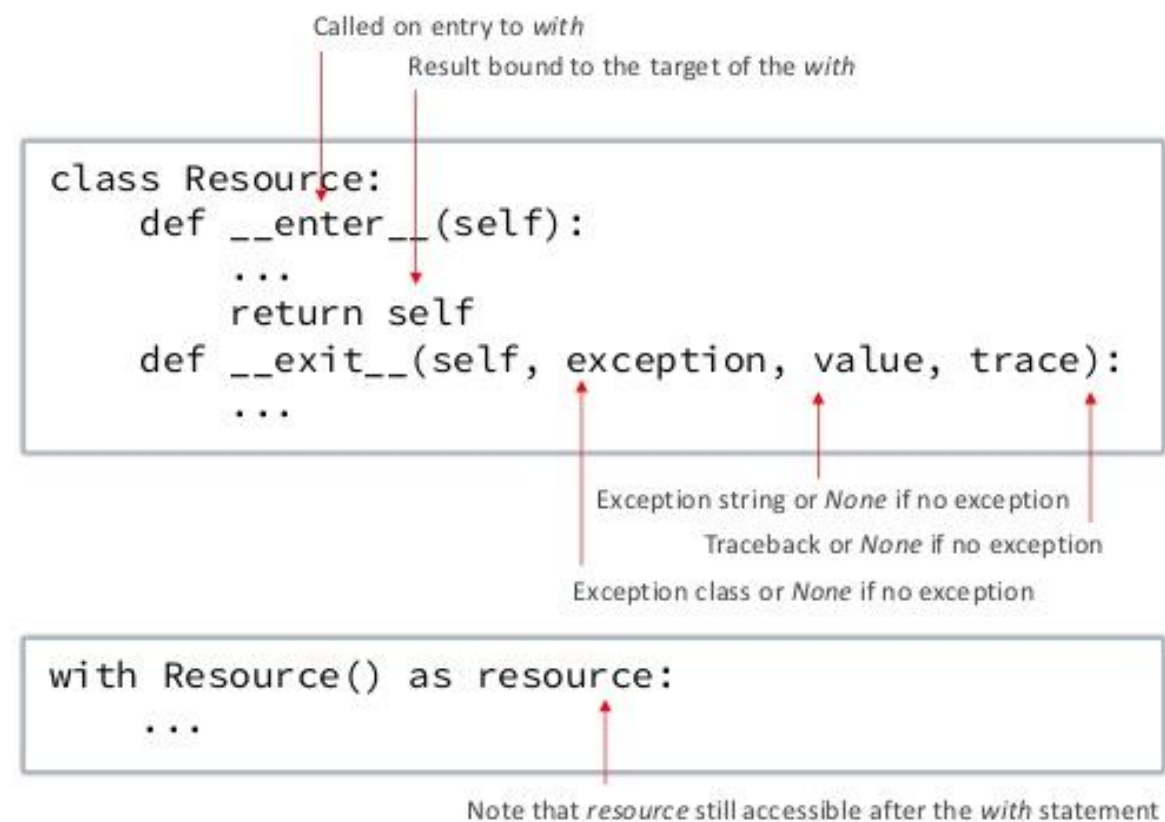 Called on entry to with
Result bound to the target of the with
class Resource:
    def __enter__(self):
        ...
        return self
    def __exit__(self, exception, value, trace):
        ...
Exception string or None if no exception
Traceback or None if no exception
Exception class or None if no exception
with Resource() as resource:
    ...
Note that resource still accessible after the with statement